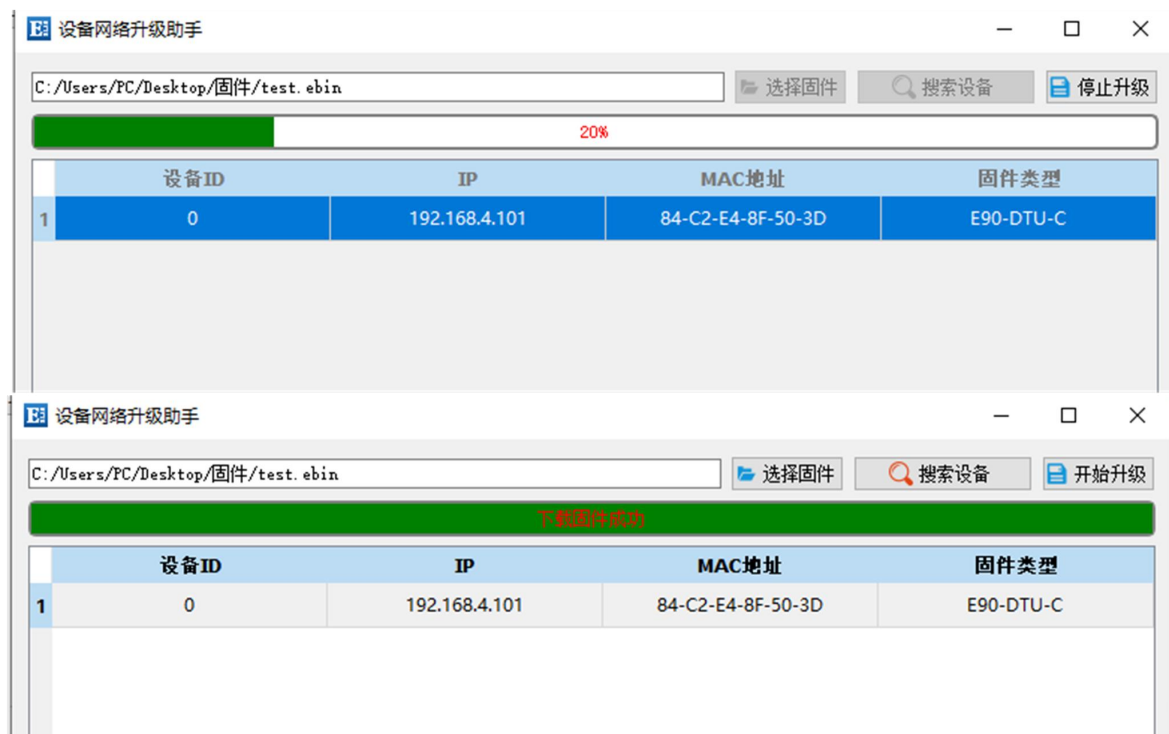 设备网络升级助手
C:/Users/PC/Desktop/固件/test.ebin 选择固件 搜索设备 停止升级
20%
设备ID IP MAC地址 固件类型
1 0 192.168.4.101 84-C2-E4-8F-50-3D E90-DTU-C
设备网络升级助手
C:/Users/PC/Desktop/固件/test.ebin 选择固件 搜索设备 开始升级
下载固件成功
设备ID IP MAC地址 固件类型
1 0 192.168.4.101 84-C2-E4-8F-50-3D E90-DTU-C